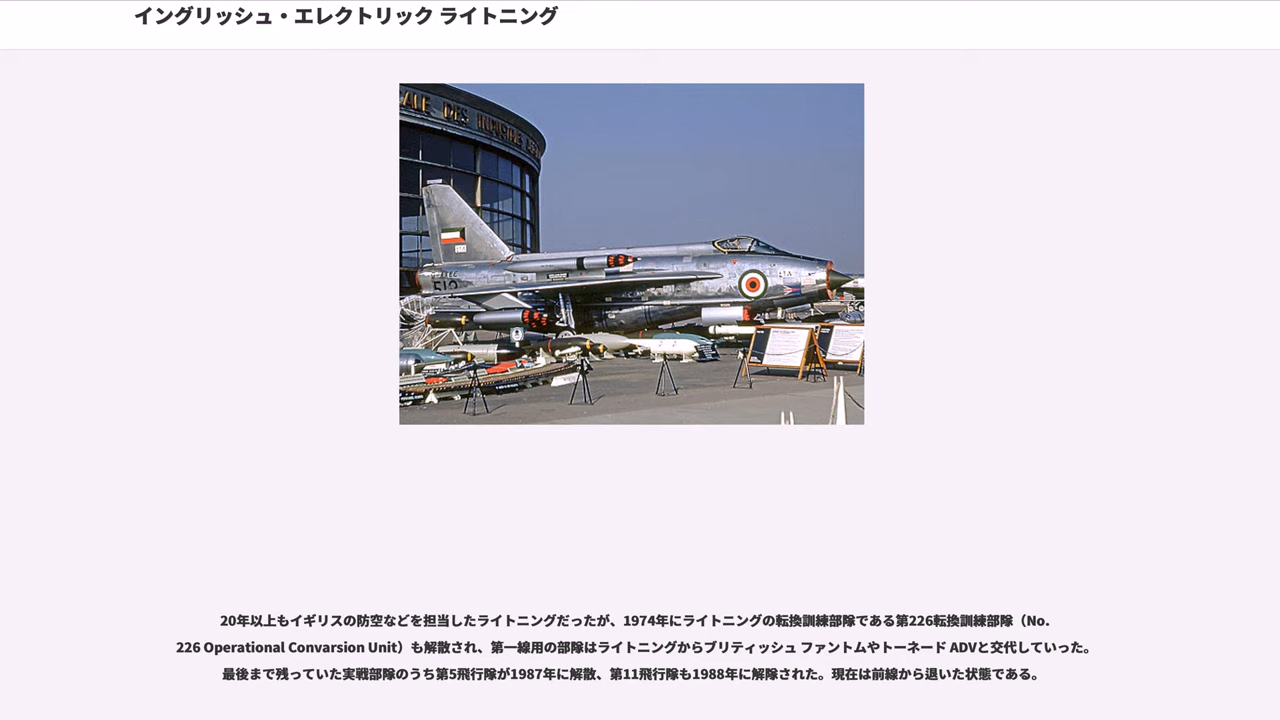 イングリッシュ・エレクトリック ライトニング
20年以上もイギリスの防空などを担当したライトニングだったが、1974年にライトニングの転換訓練部隊である第226転換訓練部隊（No.
226 Operational Convarsion Unit）も解散され、第一線用の部隊はライトニングからブリティッシュ ファントムやトーネード ADVと交代していった。
最後まで残っていた実戦部隊のうち第5飛行隊が1987年に解散、第11飛行隊も1988年に解隊された。現在は前線から退いた状態である。